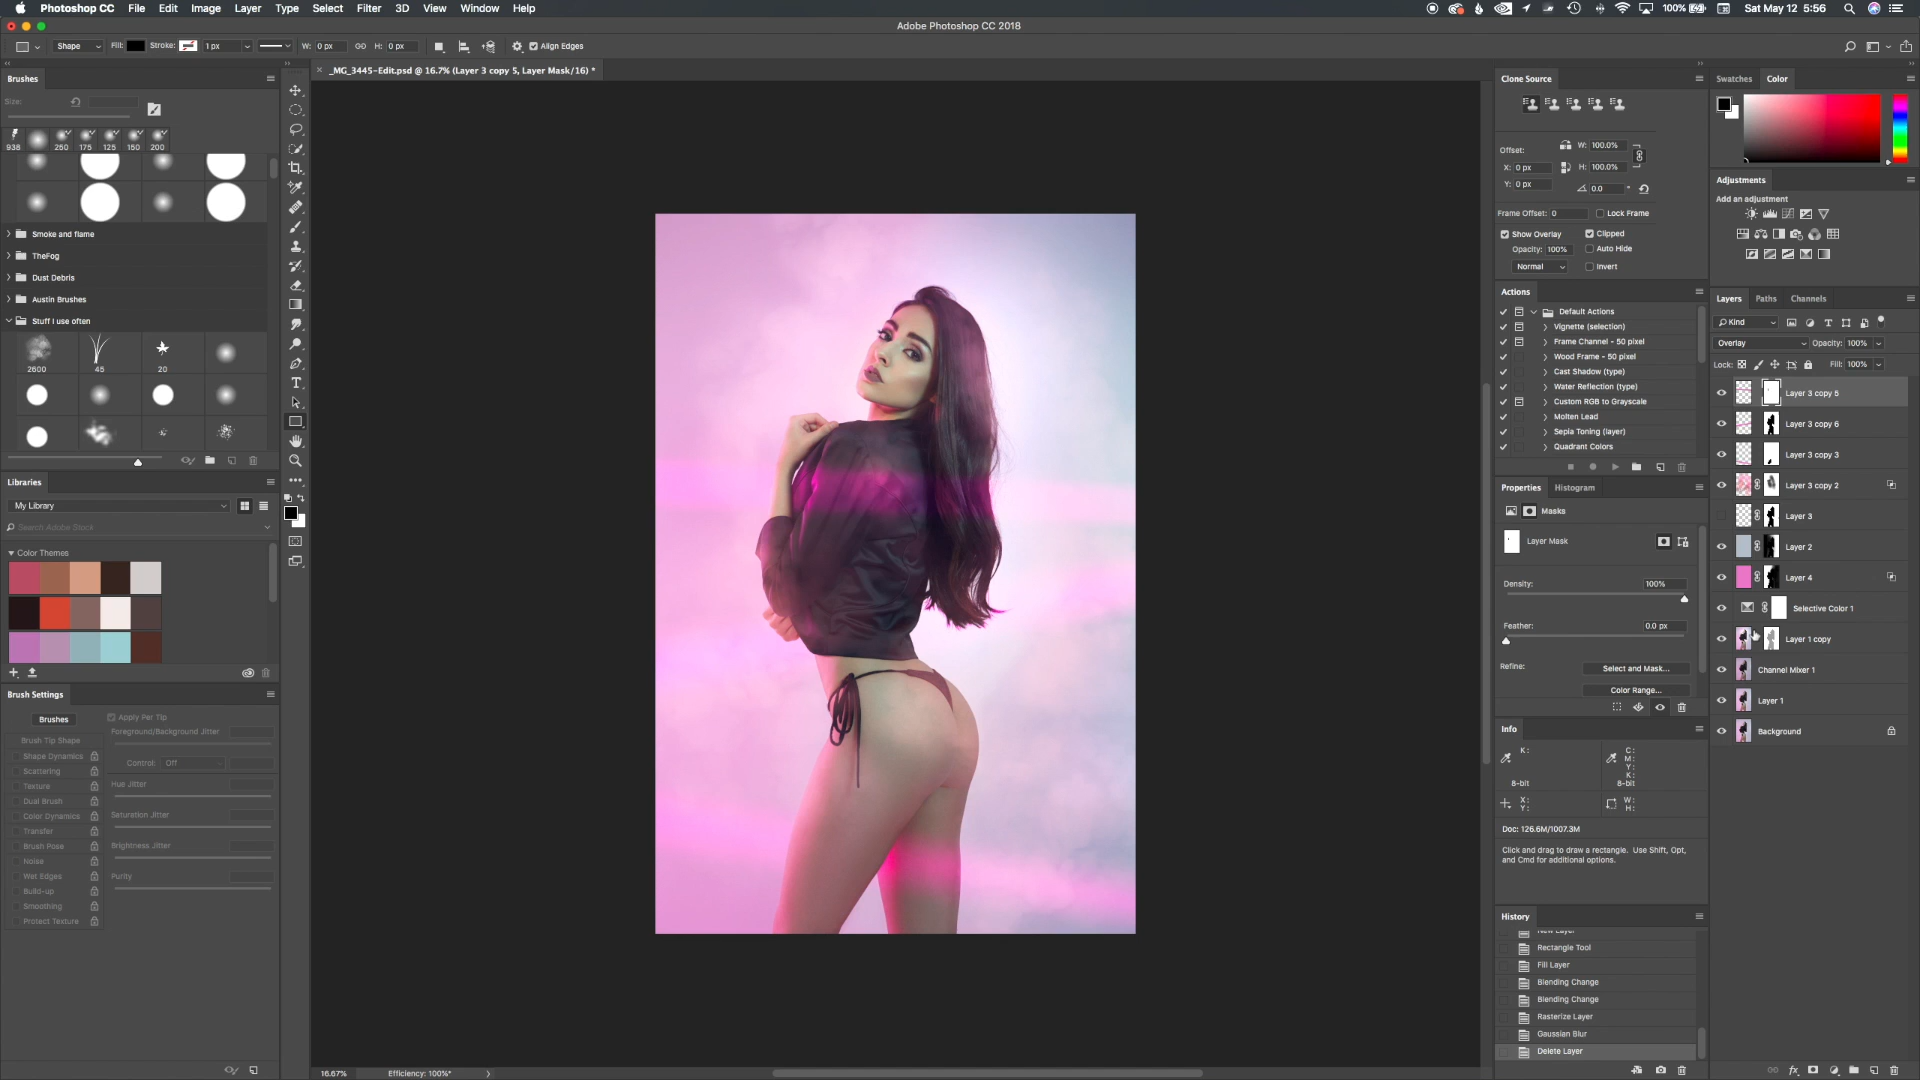 Photoshop CC File Edit Image Layer Type Select Filter 3D View Window Help
100% Sat May 12 5:56
Adobe Photoshop CC 2018
Shape Fill: Stroke: 1 px W: 0 px H: 0 px Align Edges
_MG_3445-Edit.psd @ 16.7% (Layer 3 copy 5, Layer Mask/16) *
Brushes
Size:
938 250 175 125 150 200
Smoke and flame
TheFog
Dust Debris
Austin Brushes
Stuff I use often
2600 45 20
Libraries
My Library
Search Adobe Stock
Color Themes
Brush Settings
Brushes
Apply Per Tip
Brush Tip Shape
Shape Dynamics
Scattering
Texture
Dual Brush
Color Dynamics
Transfer
Brush Pose
Noise
Wet Edges
Build-up
Smoothing
Protect Texture
Foreground/Background Jitter
Control: Off
Hue Jitter
Saturation Jitter
Brightness Jitter
Purity
16.67% Efficiency: 100%*
Clone Source
Offset:
X: 0 px
Y: 0 px
W: 100.0%
H: 100.0%
0.0 °
Frame Offset: 0 Lock Frame
Show Overlay Clipped
Opacity: 100% Auto Hide
Normal Invert
Actions
Default Actions
Vignette (selection)
Frame Channel - 50 pixel
Wood Frame - 50 pixel
Cast Shadow (type)
Water Reflection (type)
Custom RGB to Grayscale
Molten Lead
Sepia Toning (layer)
Quadrant Colors
Properties Histogram
Masks
Layer Mask
Density: 100%
Feather: 0.0 px
Refine: Select and Mask...
Color Range...
Info
K:
8-bit
C:
M:
Y:
K:
8-bit
X:
Y:
W:
H:
Doc: 126.6M/1007.3M
Click and drag to draw a rectangle. Use Shift, Opt,
and Cmd for additional options.
History
New Layer
Rectangle Tool
Fill Layer
Blending Change
Blending Change
Rasterize Layer
Gaussian Blur
Delete Layer
Swatches Color
Adjustments
Add an adjustment
Layers Paths Channels
Kind
Overlay Opacity: 100%
Lock: Fill: 100%
Layer 3 copy 5
Layer 3 copy 6
Layer 3 copy 3
Layer 3 copy 2
Layer 3
Layer 2
Layer 4
Selective Color 1
Layer 1 copy
Channel Mixer 1
Layer 1
Background